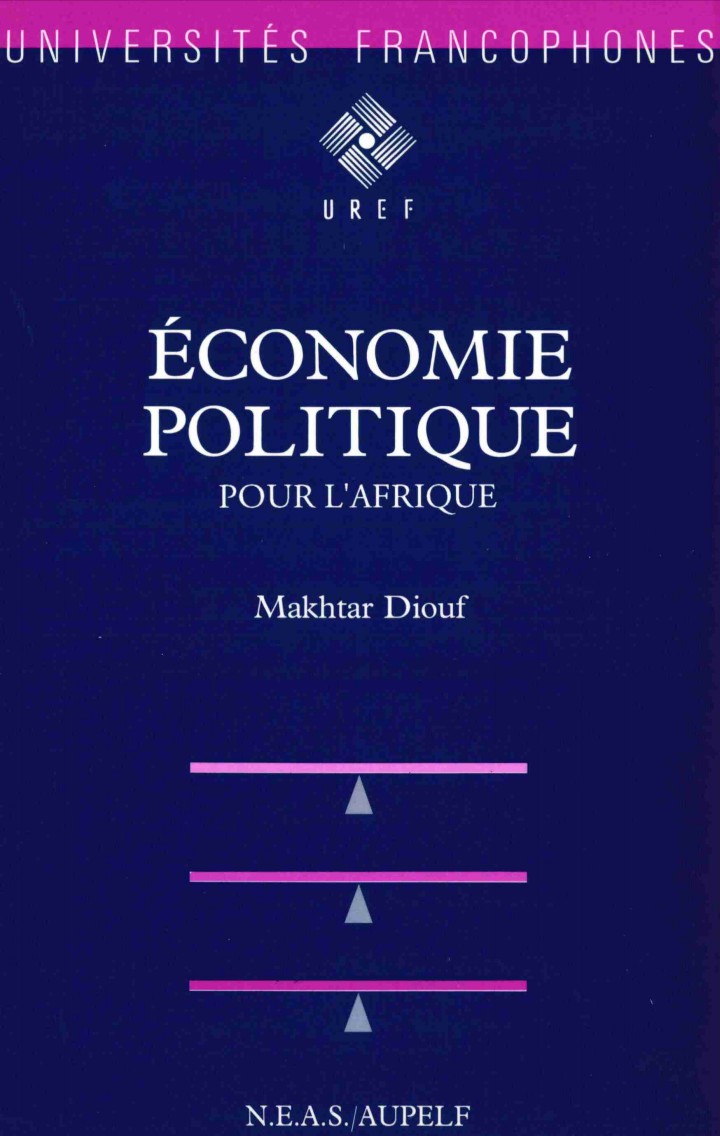 UNIVERSITÉS FRANCOPHONES
UREF
ÉCONOMIE
POLITIQUE
POUR L'AFRIQUE
Makhtar Diouf
N.E.A.S./AUPELF